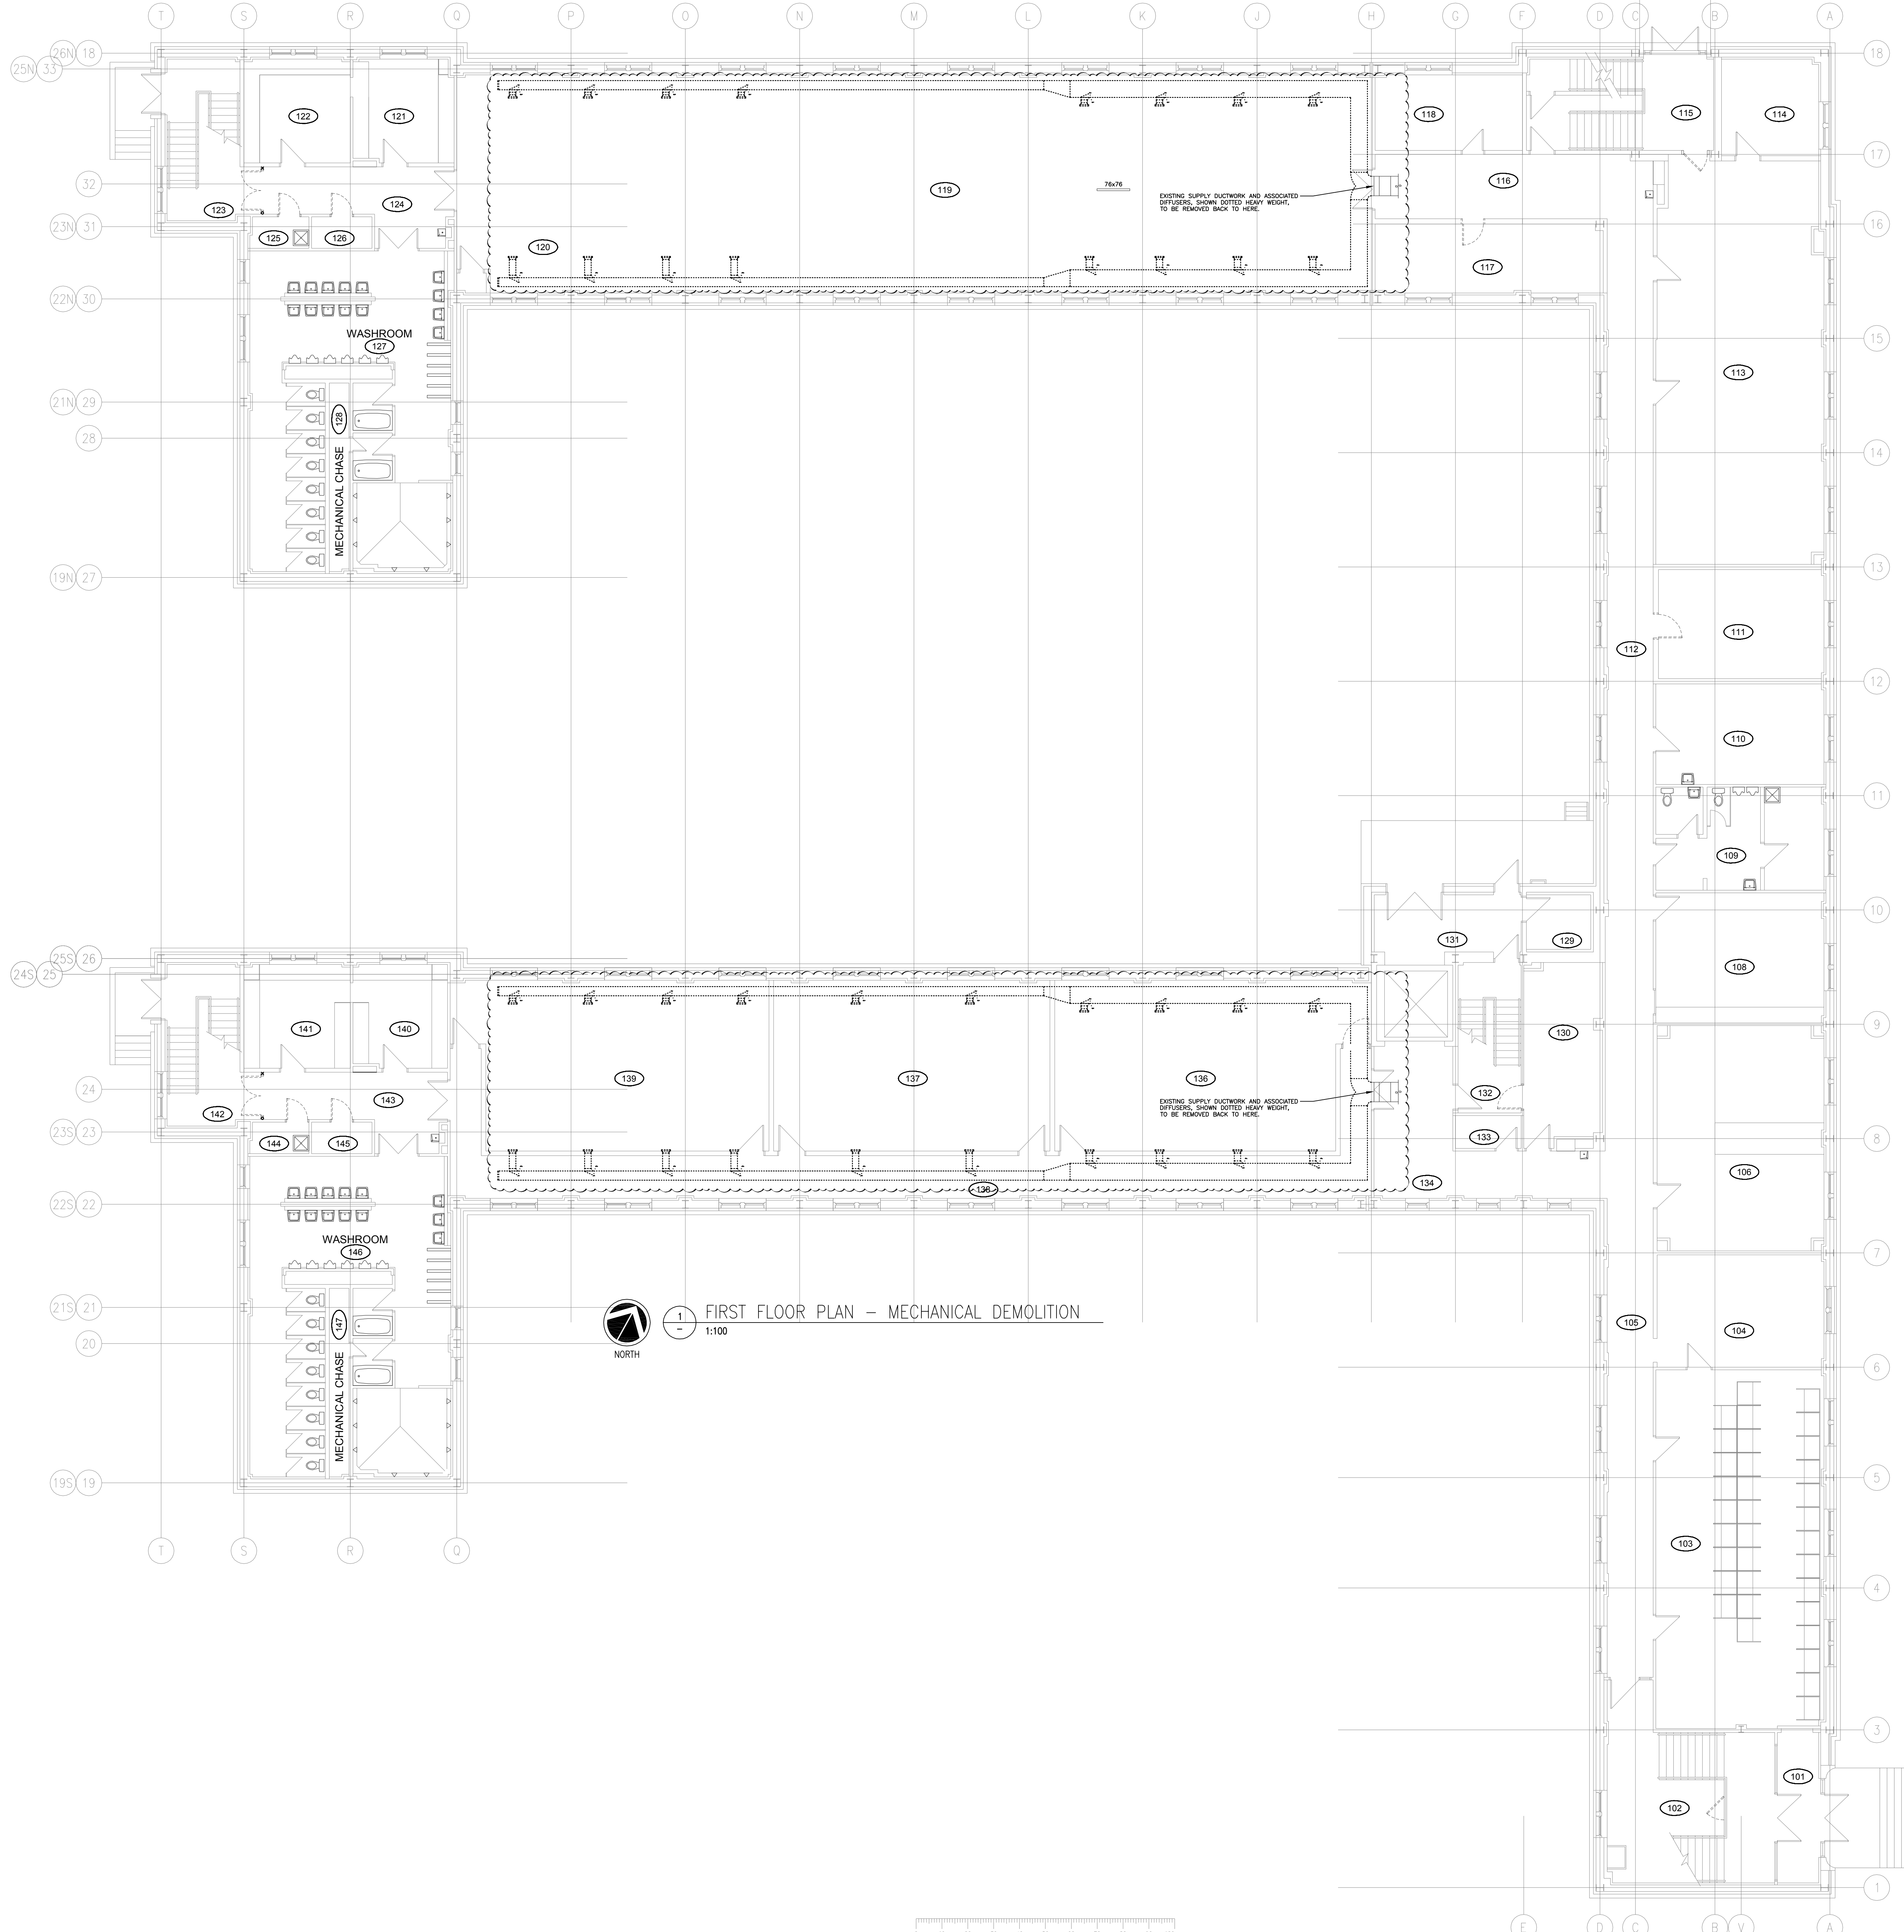 T S R Q P O N M L K J H G F D C B A
26N 18
18
25N 33
122 121 118 115 114
17
32
119
76x76
EXISTING SUPPLY DUCTWORK AND ASSOCIATED
DIFFUSERS, SHOWN DOTTED HEAVY WEIGHT,
TO BE REMOVED BACK TO HERE.
116
123 124
23N 31
16
125 126
120
117
22N 30
WASHROOM
127
15
113
21N 29
128
28
14
MECHANICAL CHASE
19N 27
13
111
112
12
110
11
109
10
131 129
25S 26
24S 25
108
141 140
9
130
139 137 136
24
132
EXISTING SUPPLY DUCTWORK AND ASSOCIATED
DIFFUSERS, SHOWN DOTTED HEAVY WEIGHT,
TO BE REMOVED BACK TO HERE.
142 143
23S 23
133
8
144 145
106
138
134
22S 22
WASHROOM
146
7
21S 21
147
1
FIRST FLOOR PLAN – MECHANICAL DEMOLITION
–
1:100
NORTH
105
104
20
6
MECHANICAL CHASE
19S 19
5
103
T S R Q
4
3
101
102
1
E D C B V A